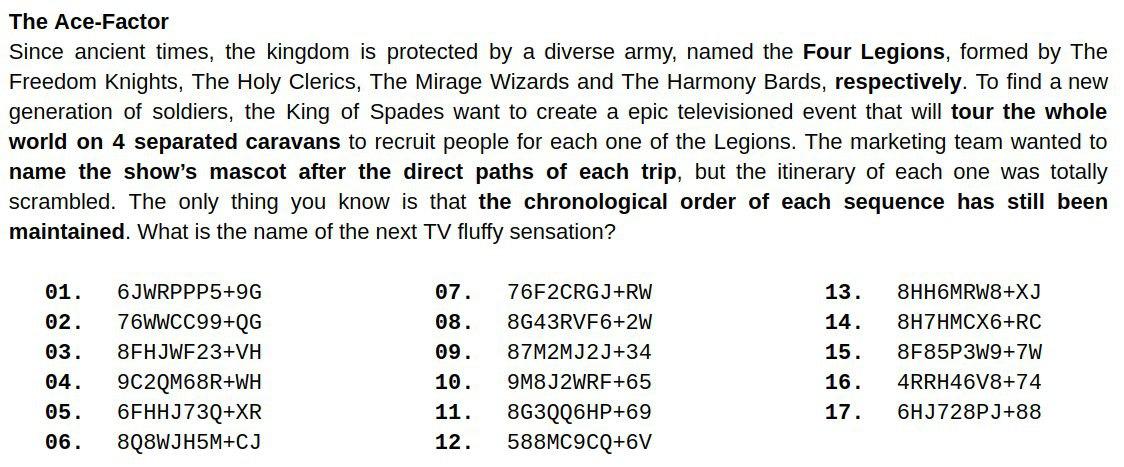 The Ace-Factor
Since ancient times, the kingdom is protected by a diverse army, named the Four Legions, formed by The
Freedom Knights, The Holy Clerics, The Mirage Wizards and The Harmony Bards, respectively. To find a new
generation of soldiers, the King of Spades want to create a epic televisioned event that will tour the whole
world on 4 separated caravans to recruit people for each one of the Legions. The marketing team wanted to
name the show's mascot after the direct paths of each trip, but the itinerary of each one was totally
scrambled. The only thing you know is that the chronological order of each sequence has still been
maintained. What is the name of the next TV fluffy sensation?
01. 6JWRPPP5+9G
02. 76WWCC99+QG
03. 8FHJWF23+VH
04. 9C2QM68R+WH
05. 6FHHJ73Q+XR
06. 8Q8WJH5M+CJ
07. 76F2CRGJ+RW
08. 8G43RVF6+2W
09. 87M2MJ2J+34
10. 9M8J2WRF+65
11. 8G3QQ6HP+69
12. 588MC9CQ+6V
13. 8HH6MRW8+XJ
14. 8H7HMCX6+RC
15. 8F85P3W9+7W
16. 4RRH46V8+74
17. 6HJ728PJ+88